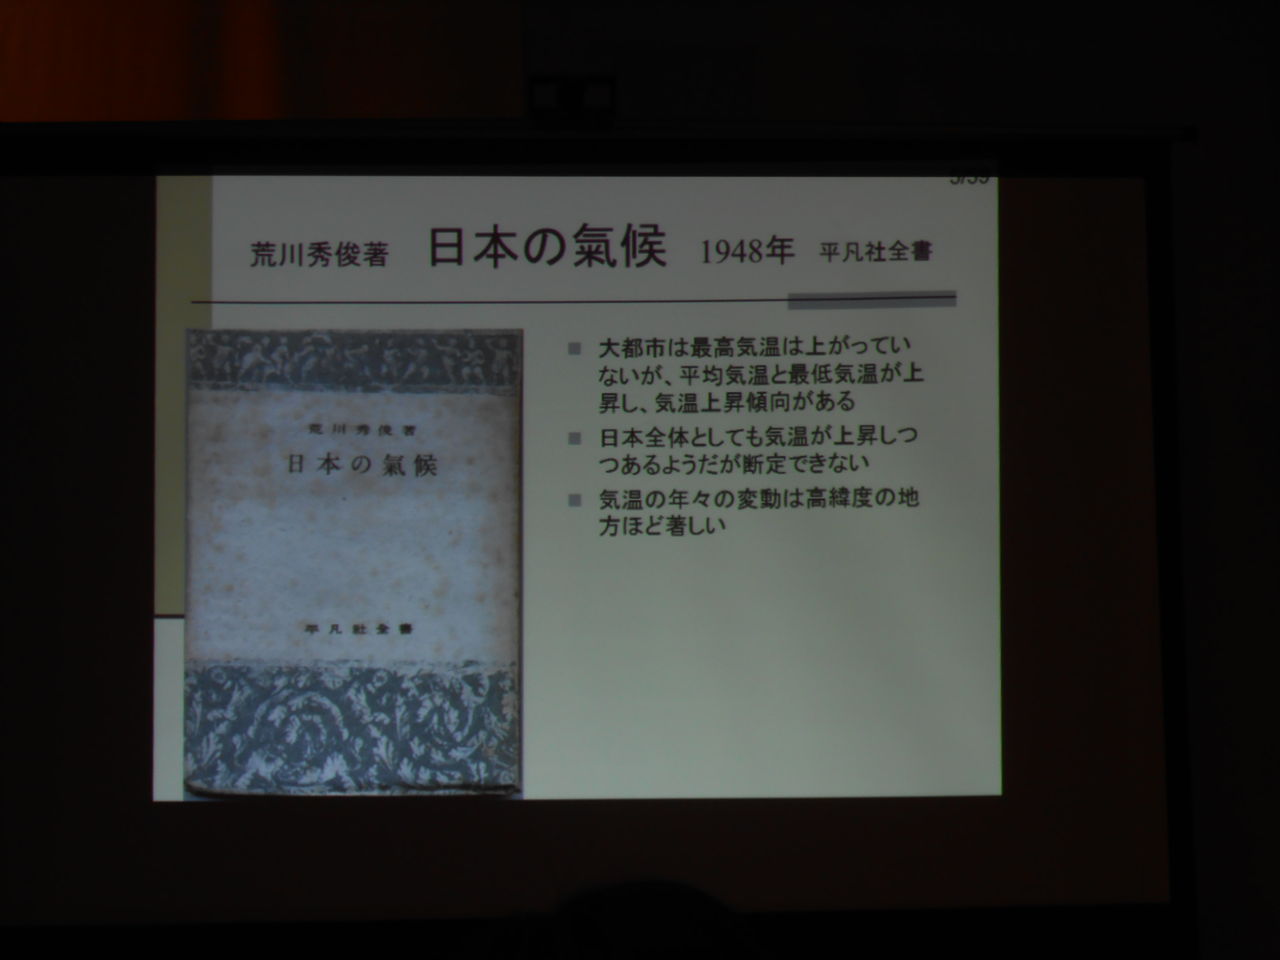 荒川秀俊著 日本の氣候 1948年 平凡社全書
荒川秀俊著
日本の氣候
平凡社全書
大都市は最高気温は上がってい
ないが、平均気温と最低気温が上
昇し、気温上昇傾向がある
日本全体としても気温が上昇しつ
つあるようだが断定できない
気温の年々の変動は高緯度の地
方ほど著しい